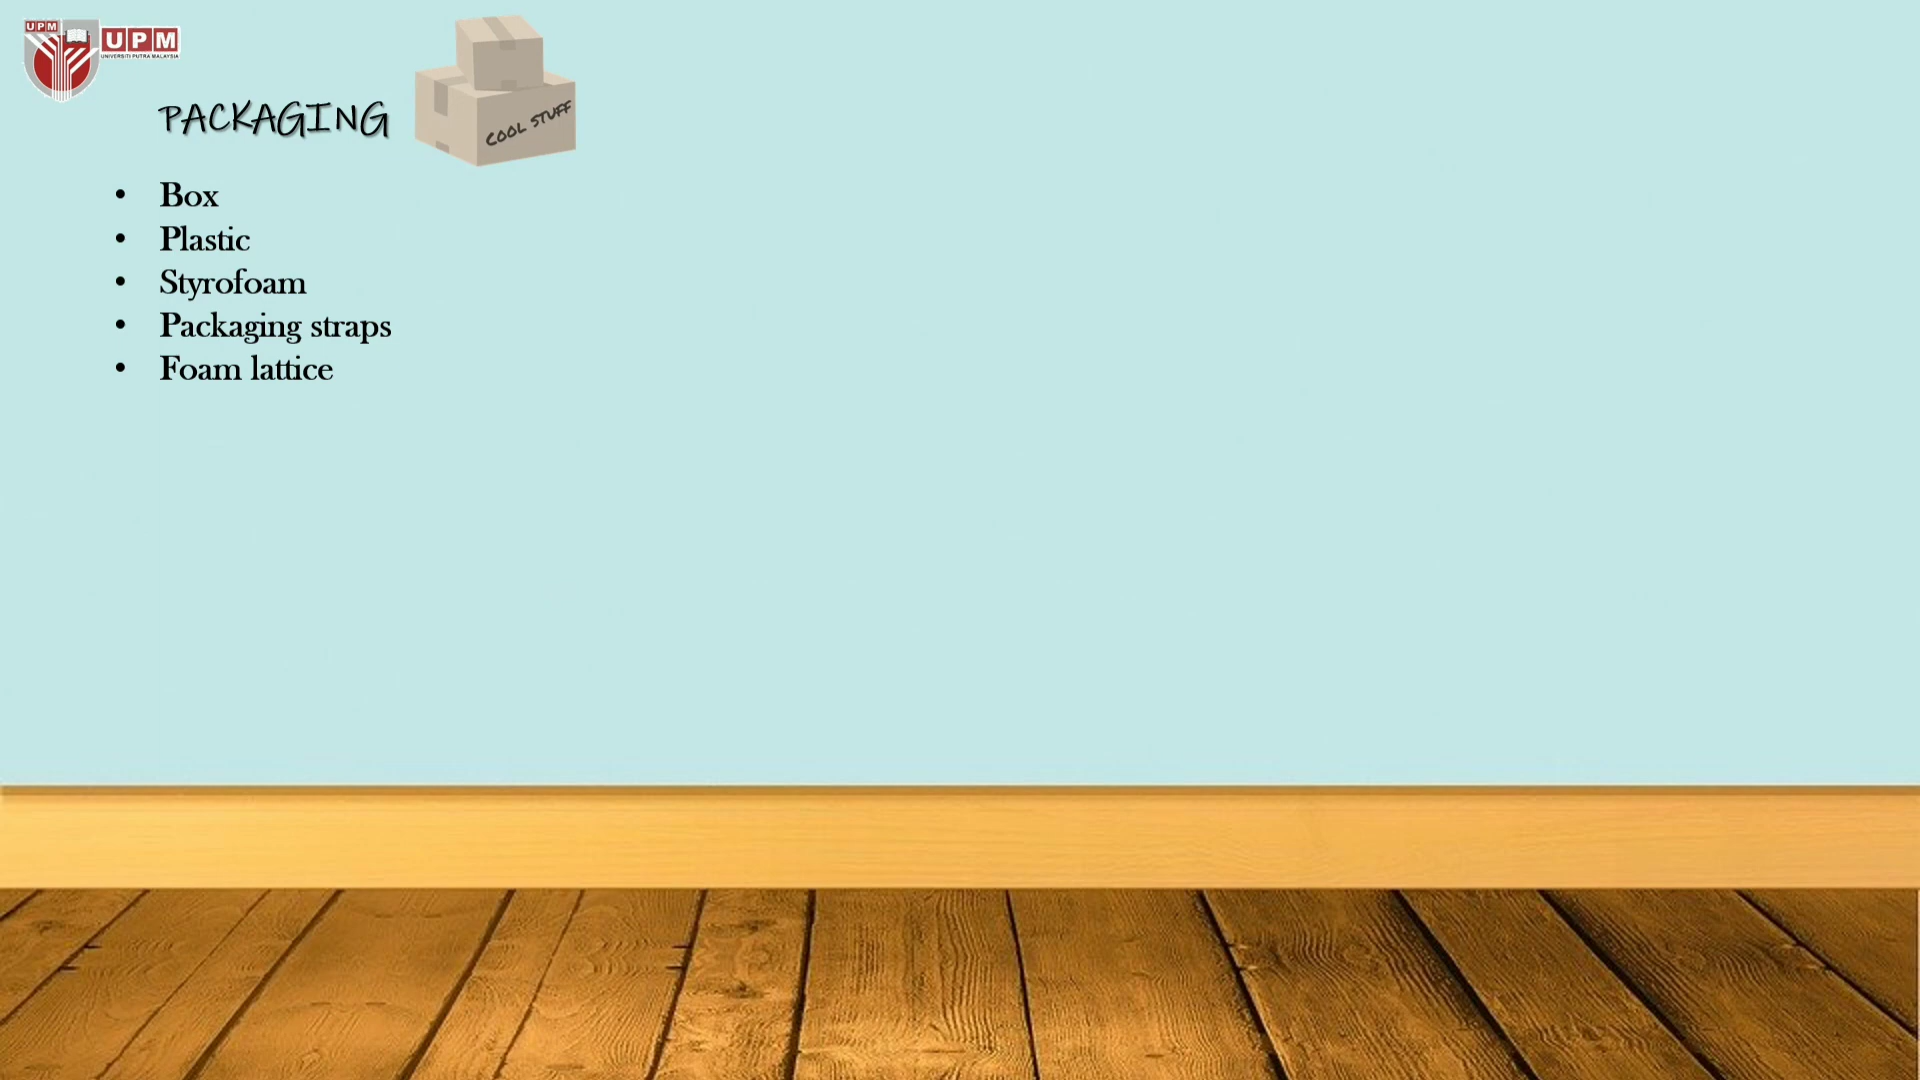 UPM
UPM
UNIVERSITI PUTRA MALAYSIA
PACKAGING
COOL STUFF
• Box
• Plastic
• Styrofoam
• Packaging straps
• Foam lattice